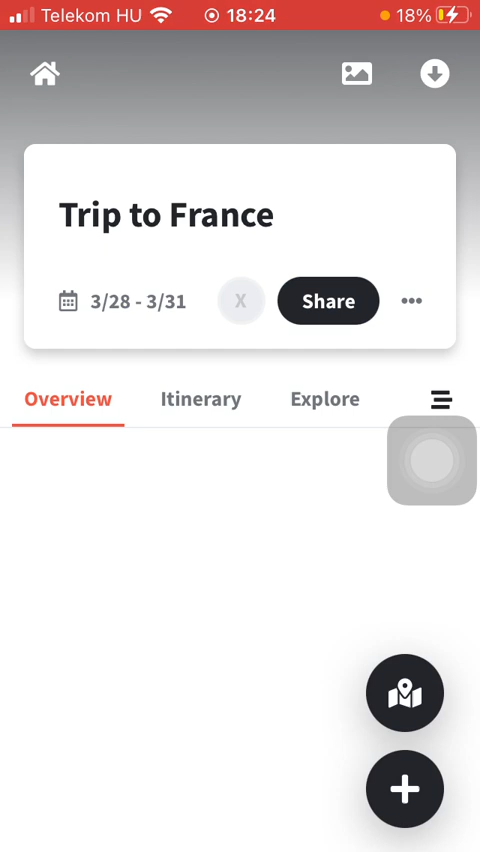 Telekom HU 18:24 18%
Trip to France
3/28 - 3/31 X Share
Overview Itinerary Explore